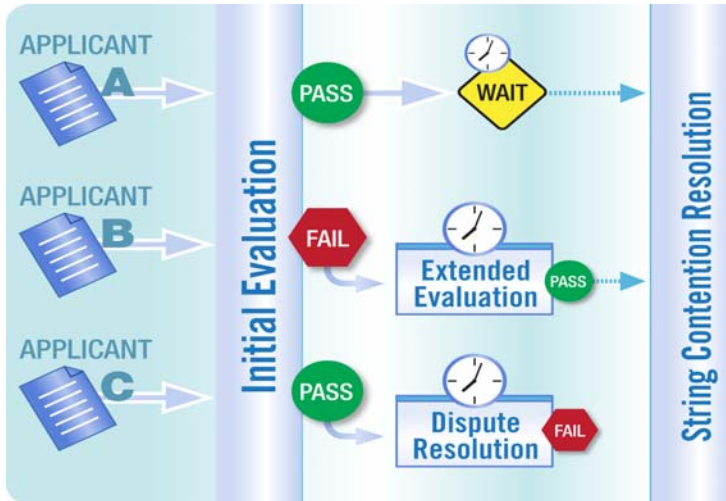 APPLICANT
A
PASS
WAIT
APPLICANT
B
FAIL
Extended
Evaluation
PASS
APPLICANT
C
PASS
Dispute
Resolution
FAIL
Initial Evaluation
String Contention Resolution